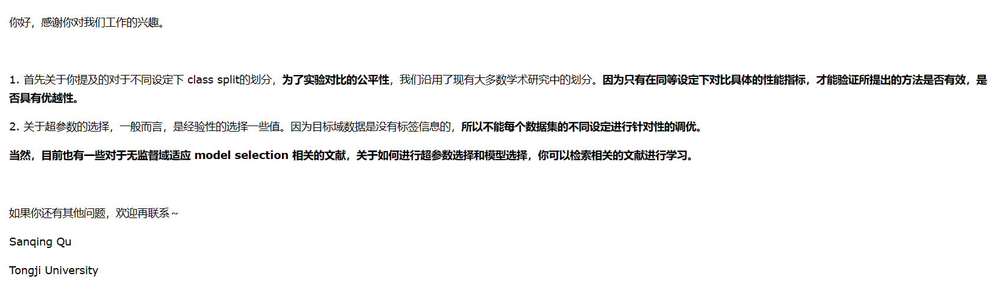 你好，感谢你对我们工作的兴趣。
1. 首先关于你提及的对于不同设定下 class split的划分，为了实验对比的公平性，我们沿用了现有大多数学术研究中的划分。因为只有在同等设定下对比具体的性能指标，才能验证所提出的方法是否有效，是
否具有优越性。
2. 关于超参数的选择，一般而言，是经验性的选择一些值。因为目标域数据是没有标签信息的，所以不能每个数据集的不同设定进行针对性的调优。
当然，目前也有一些对于无监督域适应 model selection 相关的文献，关于如何进行超参数选择和模型选择，你可以检索相关的文献进行学习。
如果你还有其他问题，欢迎再联系～
Sanqing Qu
Tongji University